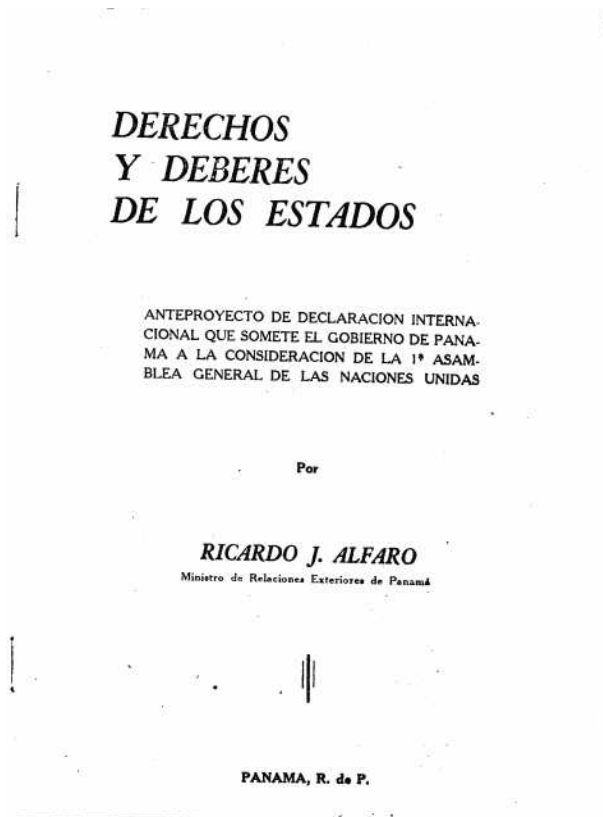 DERECHOS
Y DEBERES
DE LOS ESTADOS
ANTEPROYECTO DE DECLARACION INTERNA-
CIONAL QUE SOMETE EL GOBIERNO DE PANA-
MA A LA CONSIDERACION DE LA 1ª ASAM-
BLEA GENERAL DE LAS NACIONES UNIDAS
Por
RICARDO J. ALFARO
Ministro de Relaciones Exteriores de Panamá
PANAMA, R. de P.